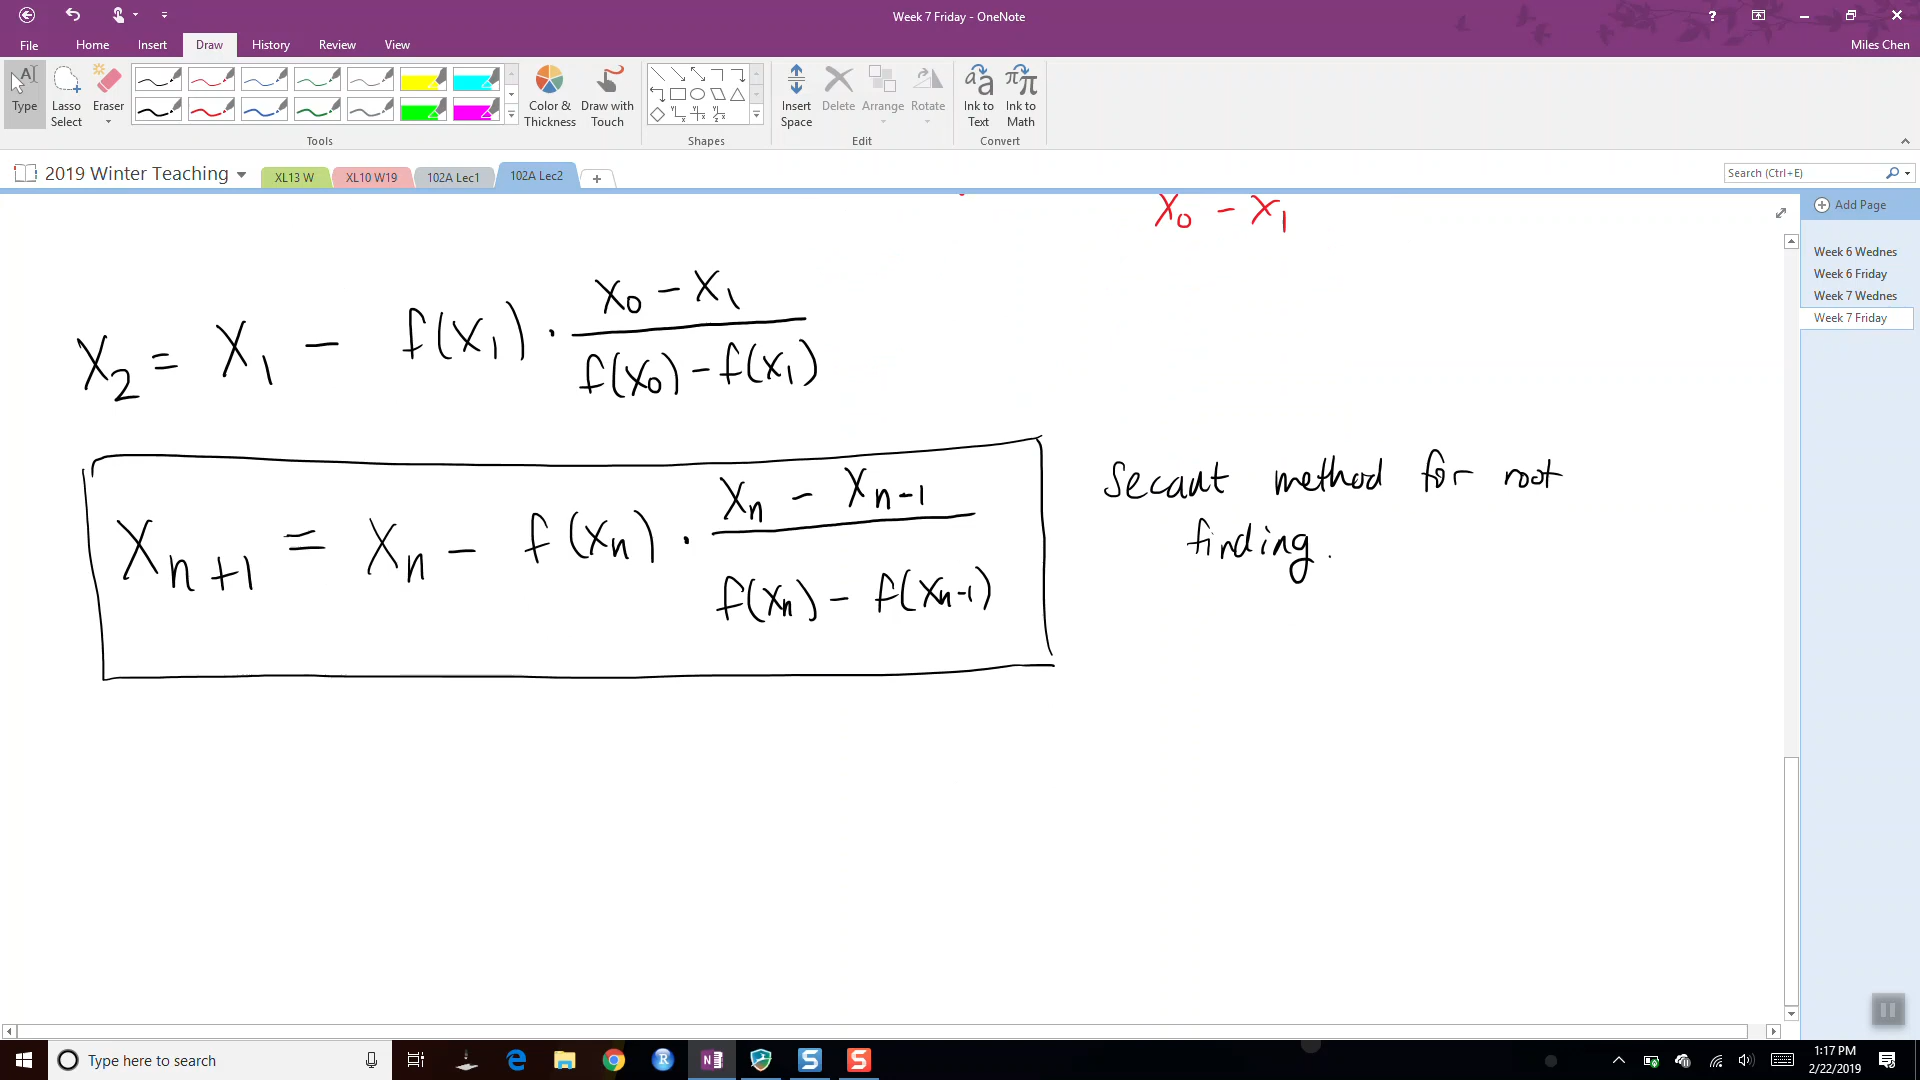 Week 7 Friday - OneNote
File Home Insert Draw History Review View Miles Chen
Type Lasso Select Eraser Color & Thickness Draw with Touch Insert Space Delete Arrange Rotate Ink to Text Ink to Math
Tools Shapes Edit Convert
2019 Winter Teaching XL13 W XL10 W19 102A Lec1 102A Lec2 Search (Ctrl+E)
Add Page
Week 6 Wednes
Week 6 Friday
Week 7 Wednes
Week 7 Friday
x₀ - x₁
x₂ = x₁ - f(x₁) · (x₀ - x₁) / (f(x₀) - f(x₁))
xₙ₊₁ = xₙ - f(xₙ) · (xₙ - xₙ₋₁) / (f(xₙ) - f(xₙ₋₁))
Secant method for root
finding.
Type here to search
1:17 PM
2/22/2019